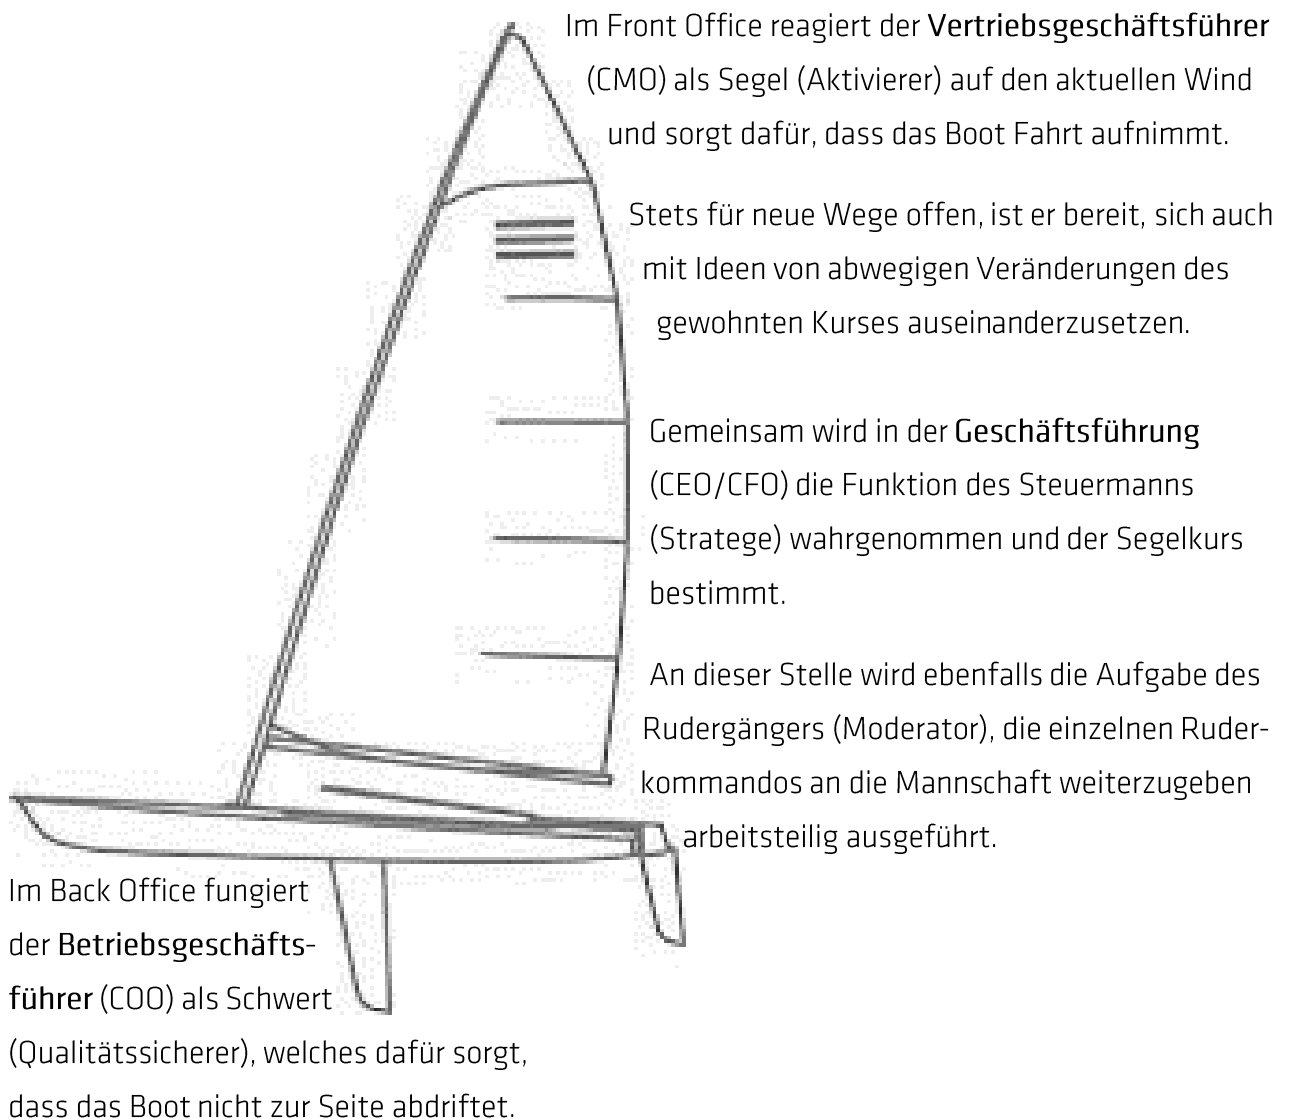 Im Front Office reagiert der Vertriebsgeschäftsführer
(CMO) als Segel (Aktivierer) auf den aktuellen Wind
und sorgt dafür, dass das Boot Fahrt aufnimmt.
Stets für neue Wege offen, ist er bereit, sich auch
mit Ideen von abwegigen Veränderungen des
gewohnten Kurses auseinanderzusetzen.
Gemeinsam wird in der Geschäftsführung
(CEO/CFO) die Funktion des Steuermanns
(Stratege) wahrgenommen und der Segelkurs
bestimmt.
An dieser Stelle wird ebenfalls die Aufgabe des
Rudergängers (Moderator), die einzelnen Ruder-
kommandos an die Mannschaft weiterzugeben
arbeitsteilig ausgeführt.
Im Back Office fungiert
der Betriebsgeschäfts-
führer (COO) als Schwert
(Qualitätssicherer), welches dafür sorgt,
dass das Boot nicht zur Seite abdriftet.